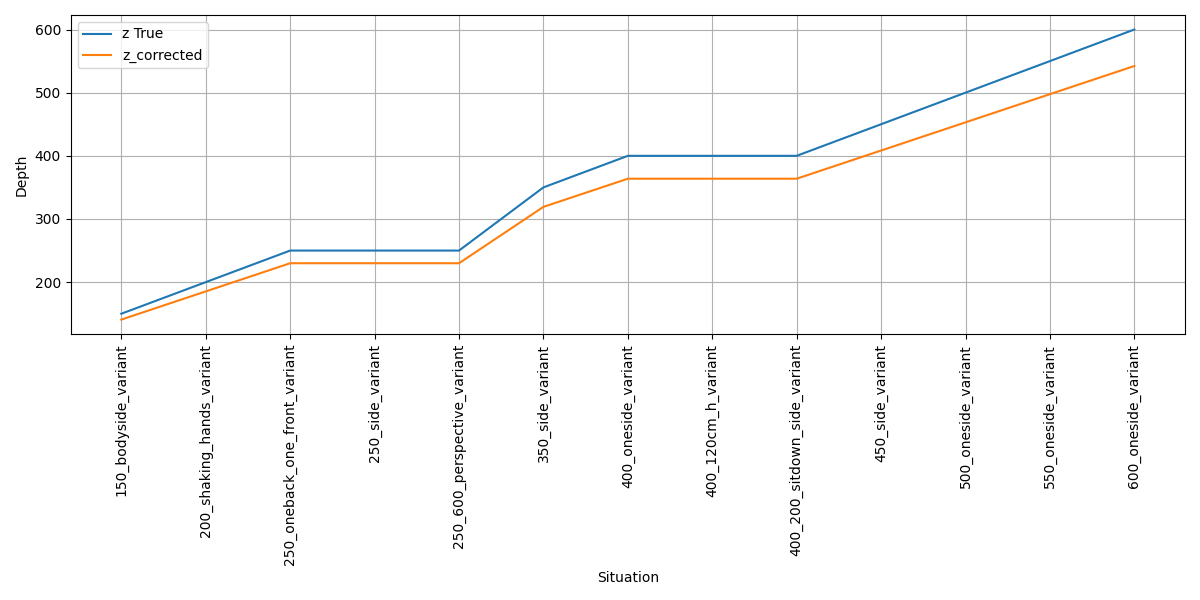 z True
z_corrected
600
500
400
300
200
Depth
150_bodyside_variant
200_shaking_hands_variant
250_oneback_one_front_variant
250_side_variant
250_600_perspective_variant
350_side_variant
400_oneside_variant
400_120cm_h_variant
400_200_sitdown_side_variant
450_side_variant
500_oneside_variant
550_oneside_variant
600_oneside_variant
Situation